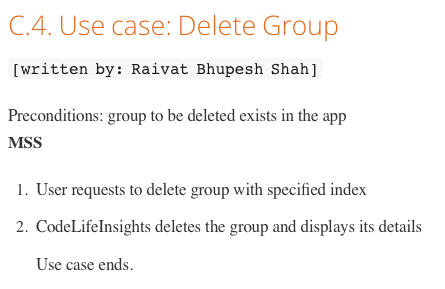 C.4. Use case: Delete Group
[written by: Raivat Bhupesh Shah]
Preconditions: group to be deleted exists in the app
MSS
1. User requests to delete group with specified index
2. CodeLifeInsights deletes the group and displays its details
Use case ends.